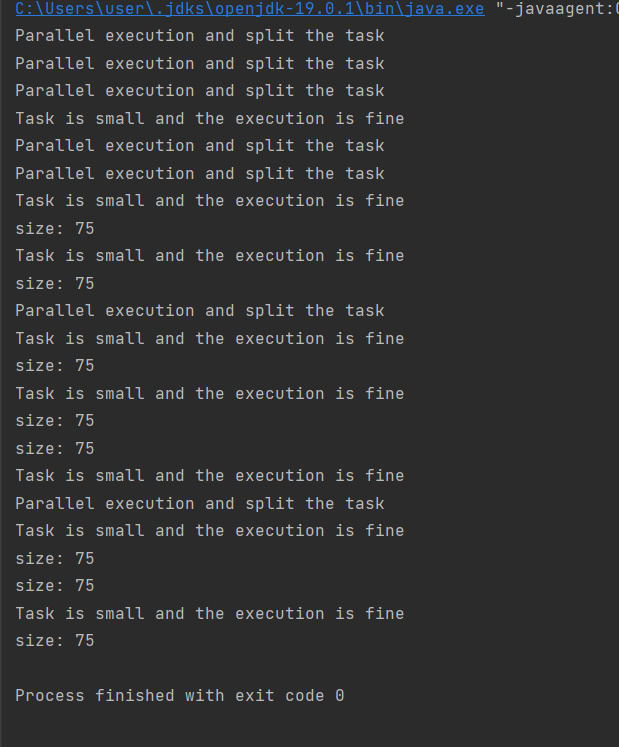 C:\Users\user\.jdks\openjdk-19.0.1\bin\java.exe "-javaagent:
Parallel execution and split the task
Parallel execution and split the task
Parallel execution and split the task
Task is small and the execution is fine
Parallel execution and split the task
Parallel execution and split the task
Task is small and the execution is fine
size: 75
Task is small and the execution is fine
size: 75
Parallel execution and split the task
Task is small and the execution is fine
size: 75
Task is small and the execution is fine
size: 75
size: 75
Task is small and the execution is fine
Parallel execution and split the task
Task is small and the execution is fine
size: 75
size: 75
Task is small and the execution is fine
size: 75
Process finished with exit code 0